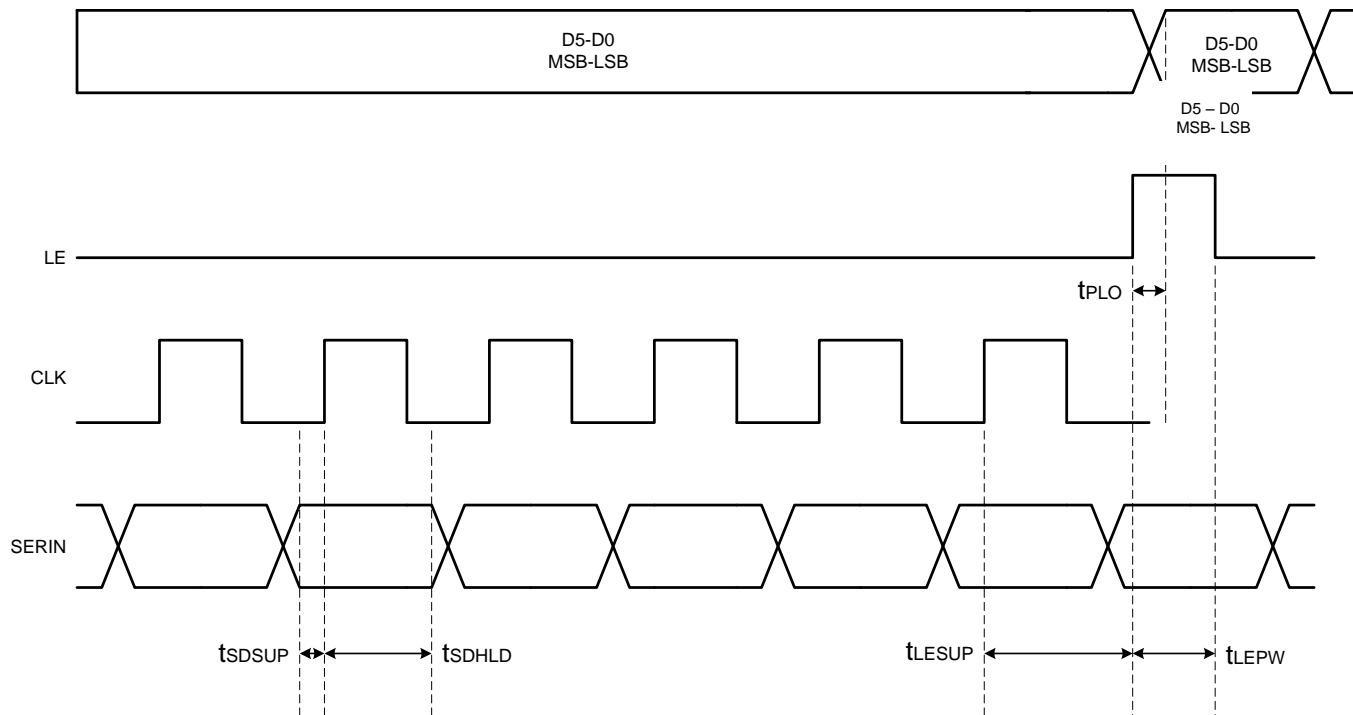 D5-D0
MSB-LSB
D5-D0
MSB-LSB
D5 – D0
MSB- LSB
LE
tPLO
CLK
SERIN
tSDSUP
tSDHLD
tLESUP
tLEPW